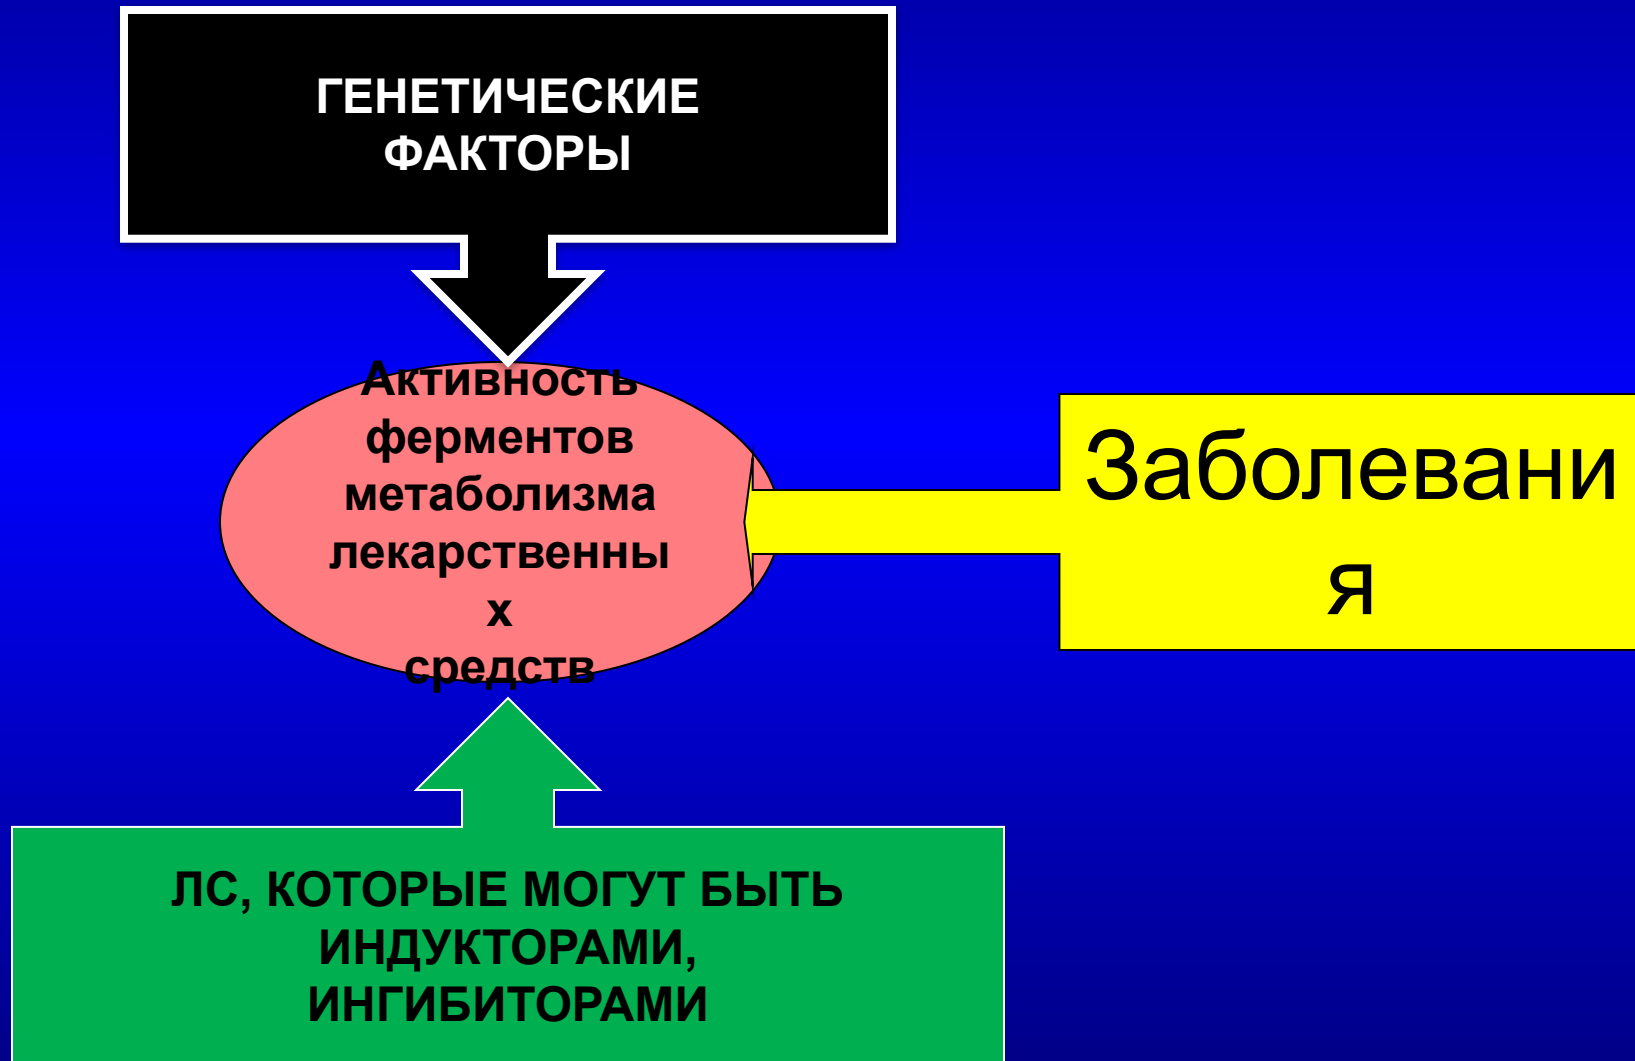 ГЕНЕТИЧЕСКИЕ
ФАКТОРЫ
Активность
ферментов
метаболизма
лекарственны
х
средств
Заболевани
я
ЛС, КОТОРЫЕ МОГУТ БЫТЬ
ИНДУКТОРАМИ,
ИНГИБИТОРАМИ